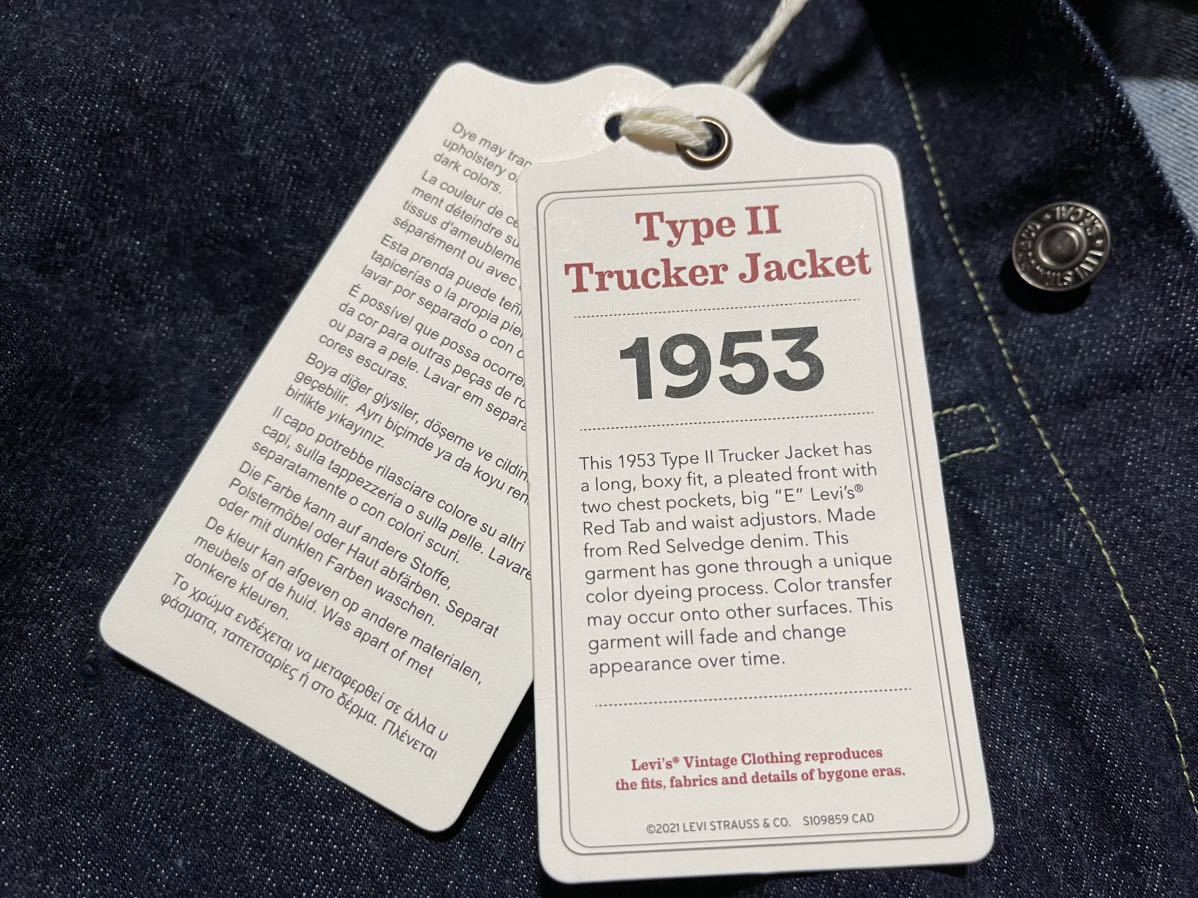 Type II
Trucker Jacket
1953
This 1953 Type II Trucker Jacket has
a long, boxy fit, a pleated front with
two chest pockets, big “E” Levi’s®
Red Tab and waist adjustors. Made
from Red Selvedge denim. This
garment has gone through a unique
color dyeing process. Color transfer
may occur onto other surfaces. This
garment will fade and change
appearance over time.
Levi’s® Vintage Clothing reproduces
the fits, fabrics and details of bygone eras.
©2021 LEVI STRAUSS & CO. S109859 CAD
Dye may
upholstery
dark colors.
La couleur de
ment déteindre
tissus
séparément ou avec
Esta prenda puede
tapicerías o la propia
lavar por separado o con
É possível que possa
da cor para outras peças de
ou para a pele. Lavar em
cores escuras.
Boya diğer giysiler, döşeme ve
geçebilir. Ayrı biçimde ya da koyu
birlikte yıkayınız.
Il capo potrebbe rilasciare colore su altri
capi, sulla tappezzeria o sulla pelle. Lavare
separatamente o con colori scuri.
Die Farbe kann auf andere Stoffe,
Polstermöbel oder Haut abfärben. Separat
oder mit dunklen Farben waschen.
De kleur kan afgeven op andere materialen,
meubels of de huid. Was apart of met
donkere kleuren.
Το χρώμα ενδέχεται να μεταφερθεί σε άλλα υ
φάσματα, ταπετσαρίες ή στο δέρμα. Πλένεται